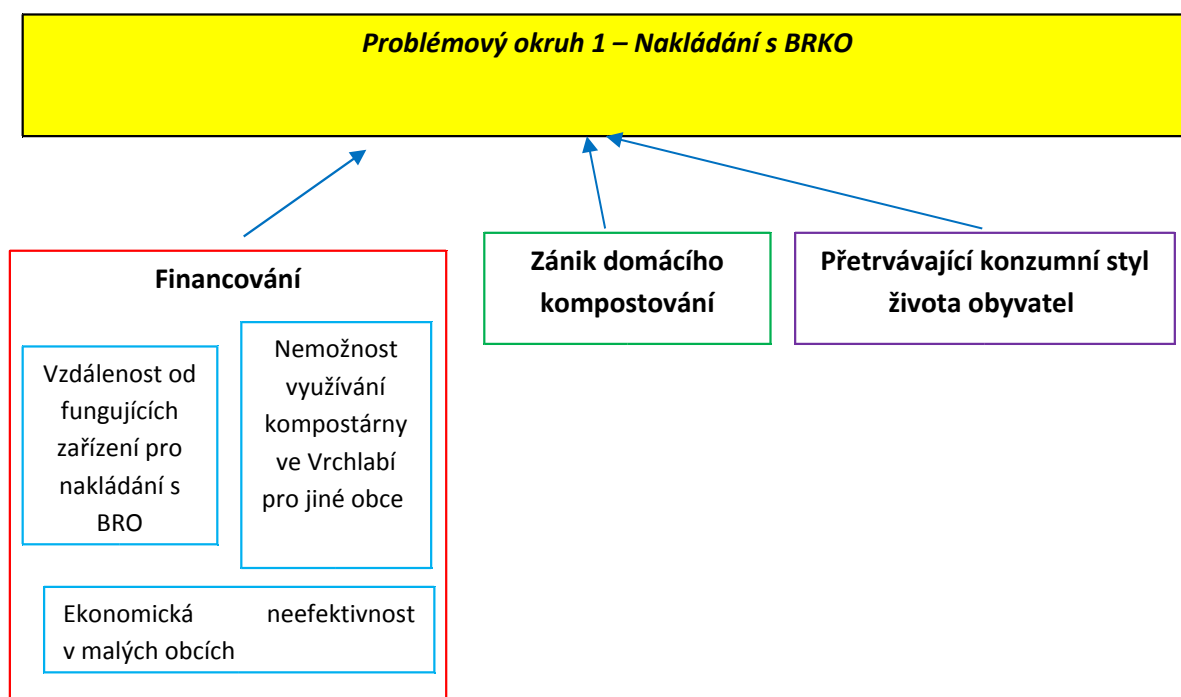 Problémový okruh 1 – Nakládání s BRKO
Financování
Vzdálenost od
fungujících
zařízení pro
nakládání s
BRO
Nemožnost
využívání
kompostárny
ve Vrchlabí
pro jiné obce
Ekonomická neefektivnost
v malých obcích
Zánik domácího
kompostování
Přetrvávající konzumní styl
života obyvatel